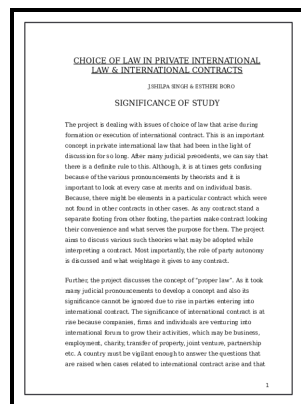 CHOICE OF LAW IN PRIVATE INTERNATIONAL
LAW & INTERNATIONAL CONTRACTS
J.SHILPA SINGH & ESTHERI BORO
SIGNIFICANCE OF STUDY
The project is dealing with issues of choice of law that arise during
formation or execution of international contract. This is an important
concept in private international law that had been in the light of
discussion for so long. After many judicial precedents, we can say that
there is a definite rule to this. Although, it is at times gets confising
because of the various pronouncements by theorists and it is
important to look at every case at merits and on individual basis.
Because, there might be elements in a particular contract which were
not found in other contracts in other cases. As any contract stand a
separate footing from other footing, the parties make contract looking
their convenience and what serves the purpose for them. The project
aims to discuss various such theories what may be adopted while
interpreting a contract. Most importantly, the role of party autonomy
is discussed and what weightage it gives to any contract.
Further, the project discusses the concept of "proper law". As it took
many judicial pronouncements to develop a concept and also its
significance cannot be ignored due to rise in parties entering into
international contract. The significance of international contract is at
rise because companies, firms and individuals are venturing into
international forum to grow their activities, which may be business,
employment, charity, transfer of property, joint venture, partnership
etc. A country must be vigilant enough to answer the questions that
are raised when cases related to international contract arise and that
1